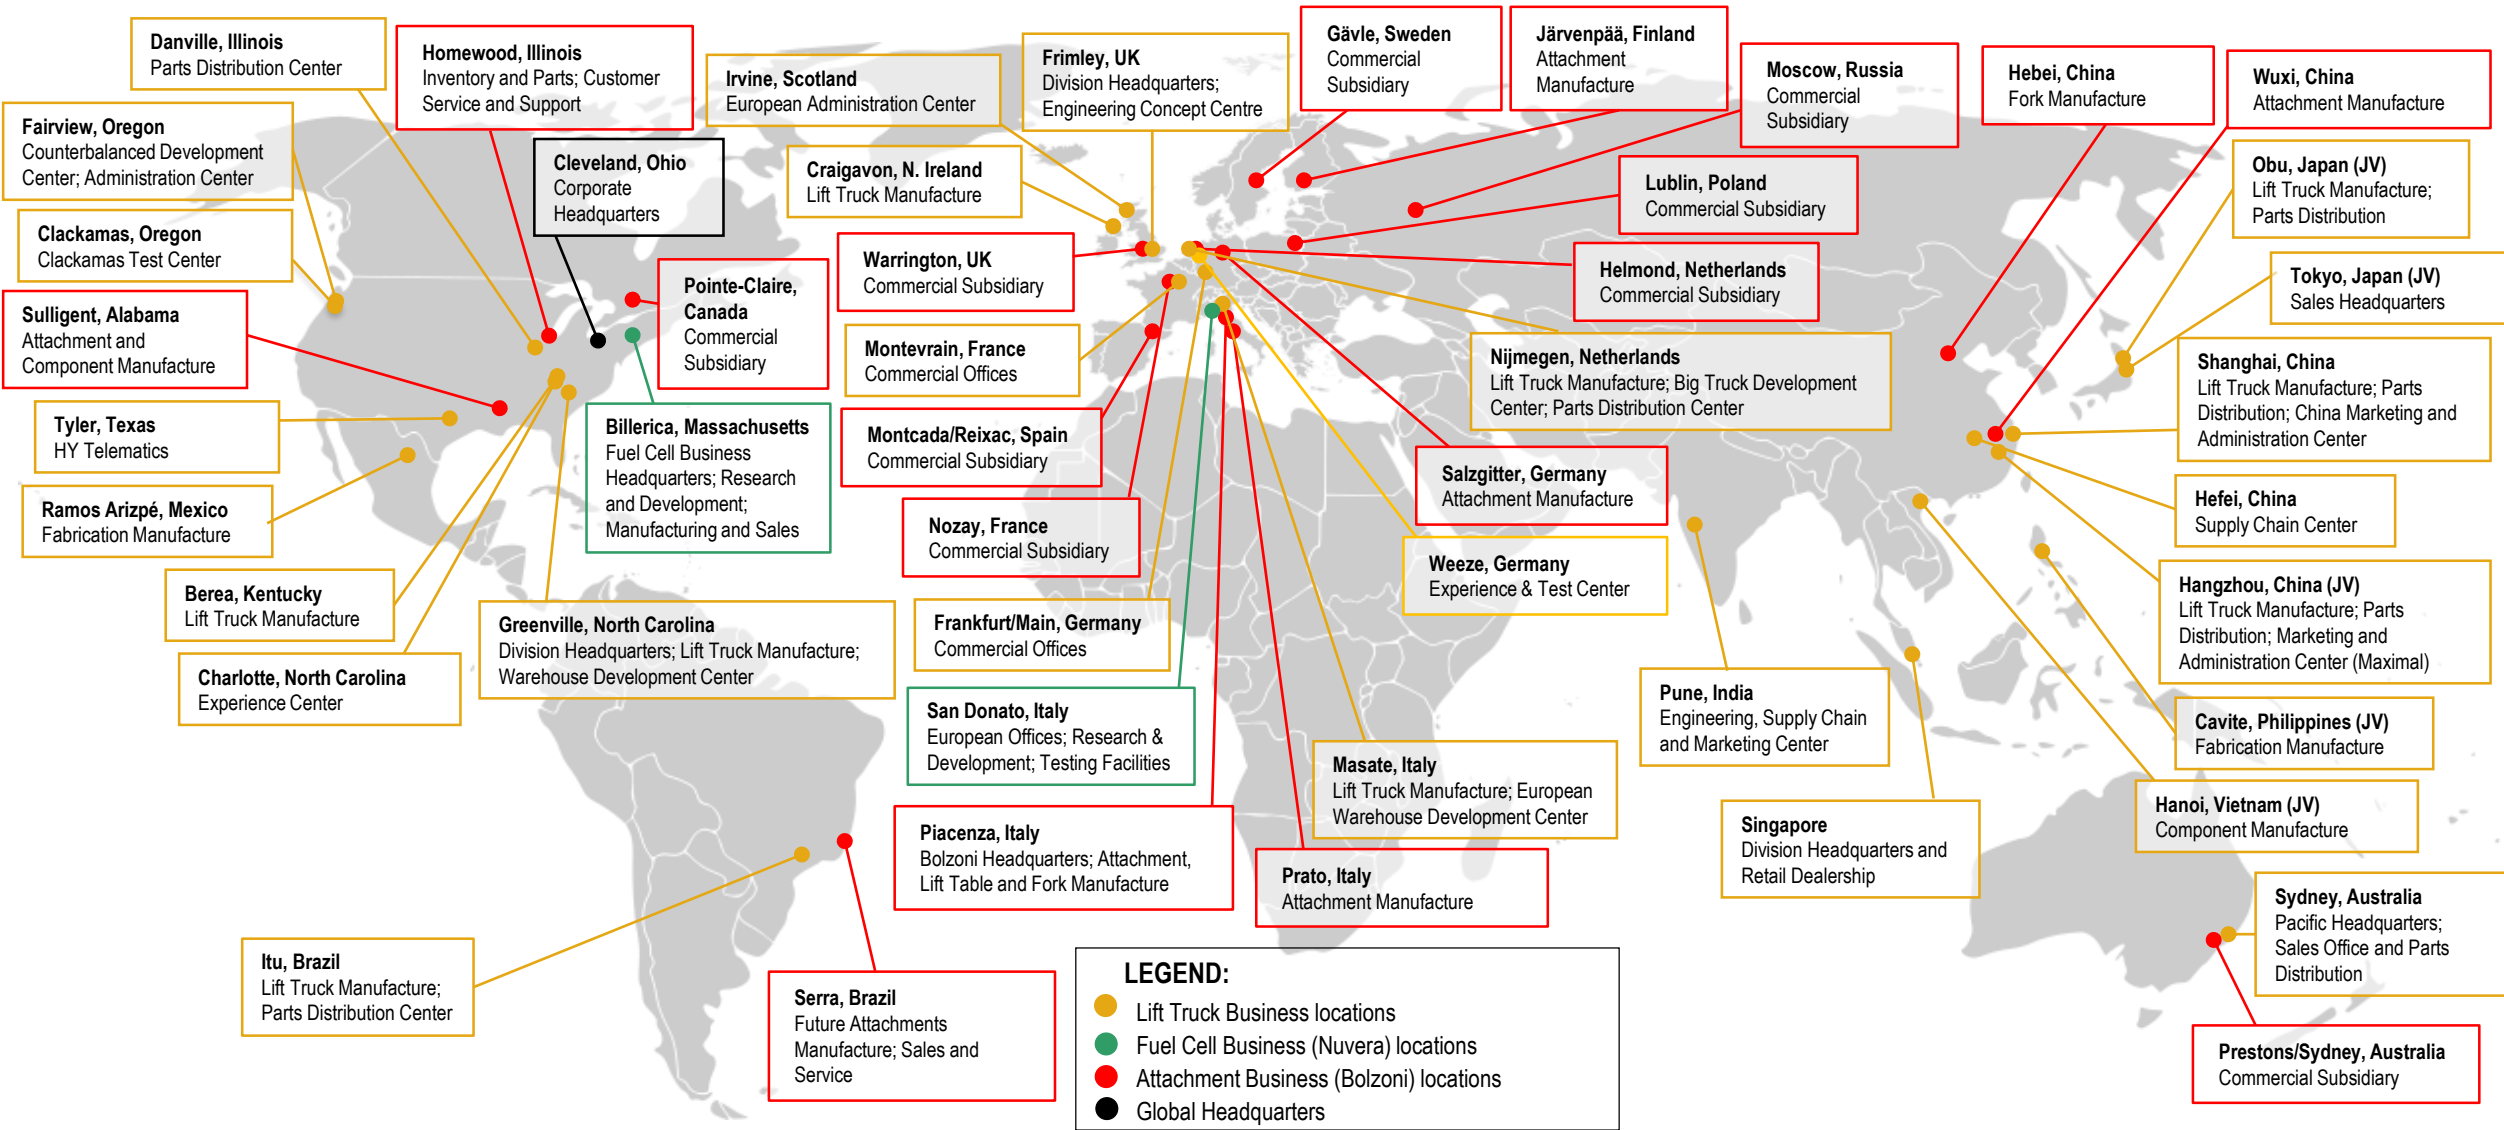 Danville, Illinois
Parts Distribution Center
Homewood, Illinois
Inventory and Parts; Customer
Service and Support
Irvine, Scotland
European Administration Center
Frimley, UK
Division Headquarters;
Engineering Concept Centre
Gävle, Sweden
Commercial
Subsidiary
Järvenpää, Finland
Attachment
Manufacture
Moscow, Russia
Commercial
Subsidiary
Hebei, China
Fork Manufacture
Wuxi, China
Attachment Manufacture
Fairview, Oregon
Counterbalanced Development
Center; Administration Center
Cleveland, Ohio
Corporate
Headquarters
Craigavon, N. Ireland
Lift Truck Manufacture
Lublin, Poland
Commercial Subsidiary
Obu, Japan (JV)
Lift Truck Manufacture;
Parts Distribution
Clackamas, Oregon
Clackamas Test Center
Warrington, UK
Commercial Subsidiary
Helmond, Netherlands
Commercial Subsidiary
Tokyo, Japan (JV)
Sales Headquarters
Sulligent, Alabama
Attachment and
Component Manufacture
Pointe-Claire,
Canada
Commercial
Subsidiary
Montevrain, France
Commercial Offices
Nijmegen, Netherlands
Lift Truck Manufacture; Big Truck Development
Center; Parts Distribution Center
Shanghai, China
Lift Truck Manufacture; Parts
Distribution; China Marketing and
Administration Center
Tyler, Texas
HY Telematics
Billerica, Massachusetts
Fuel Cell Business
Headquarters; Research
and Development;
Manufacturing and Sales
Montcada/Reixac, Spain
Commercial Subsidiary
Salzgitter, Germany
Attachment Manufacture
Hefei, China
Supply Chain Center
Ramos Arizpé, Mexico
Fabrication Manufacture
Nozay, France
Commercial Subsidiary
Weeze, Germany
Experience & Test Center
Hangzhou, China (JV)
Lift Truck Manufacture; Parts
Distribution; Marketing and
Administration Center (Maximal)
Berea, Kentucky
Lift Truck Manufacture
Greenville, North Carolina
Division Headquarters; Lift Truck Manufacture;
Warehouse Development Center
Frankfurt/Main, Germany
Commercial Offices
Charlotte, North Carolina
Experience Center
San Donato, Italy
European Offices; Research &
Development; Testing Facilities
Pune, India
Engineering, Supply Chain
and Marketing Center
Cavite, Philippines (JV)
Fabrication Manufacture
Masate, Italy
Lift Truck Manufacture; European
Warehouse Development Center
Hanoi, Vietnam (JV)
Component Manufacture
Piacenza, Italy
Bolzoni Headquarters; Attachment,
Lift Table and Fork Manufacture
Prato, Italy
Attachment Manufacture
Singapore
Division Headquarters and
Retail Dealership
Sydney, Australia
Pacific Headquarters;
Sales Office and Parts
Distribution
Itu, Brazil
Lift Truck Manufacture;
Parts Distribution Center
Serra, Brazil
Future Attachments
Manufacture; Sales and
Service
Prestons/Sydney, Australia
Commercial Subsidiary
LEGEND:
Lift Truck Business locations
Fuel Cell Business (Nuvera) locations
Attachment Business (Bolzoni) locations
Global Headquarters